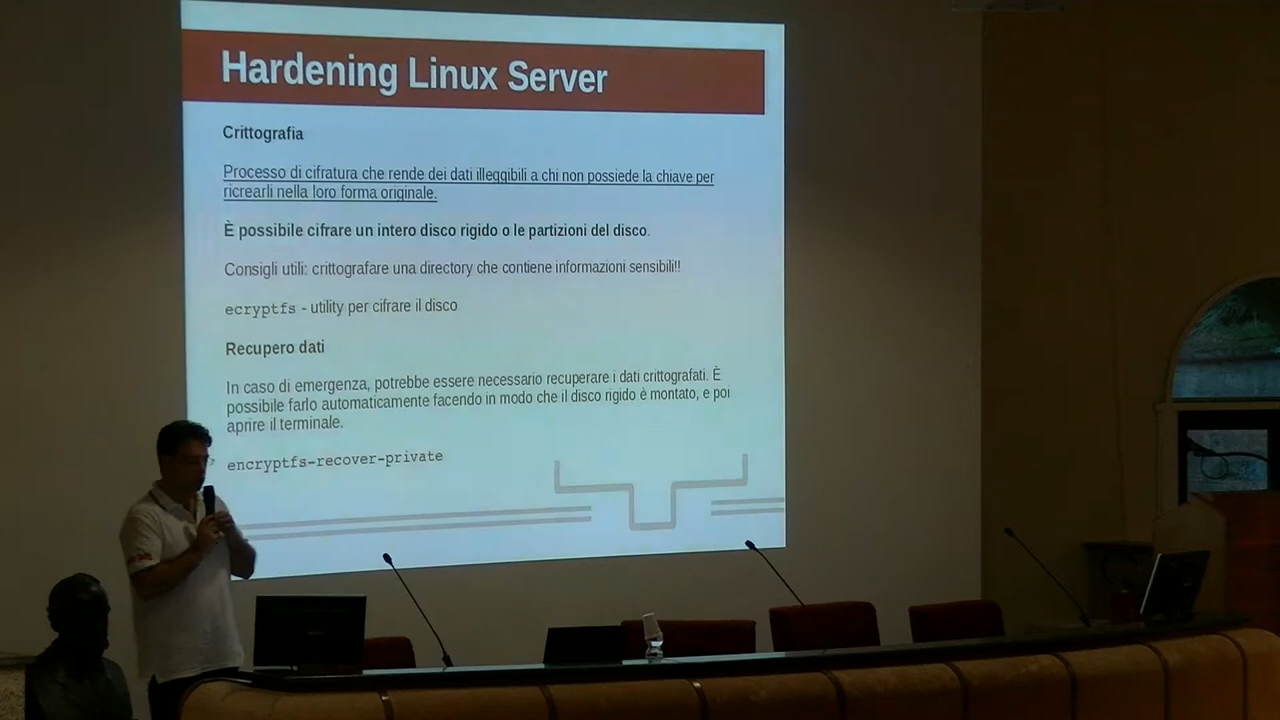 Hardening Linux Server
Crittografia
Processo di cifratura che rende dei dati illeggibili a chi non possiede la chiave per
ricrearli nella loro forma originale.
È possibile cifrare un intero disco rigido o le partizioni del disco.
Consigli utili: crittografare una directory che contiene informazioni sensibili!!
ecryptfs - utility per cifrare il disco
Recupero dati
In caso di emergenza, potrebbe essere necessario recuperare i dati crittografati. È
possibile farlo automaticamente facendo in modo che il disco rigido è montato, e poi
aprire il terminale.
encryptfs-recover-private